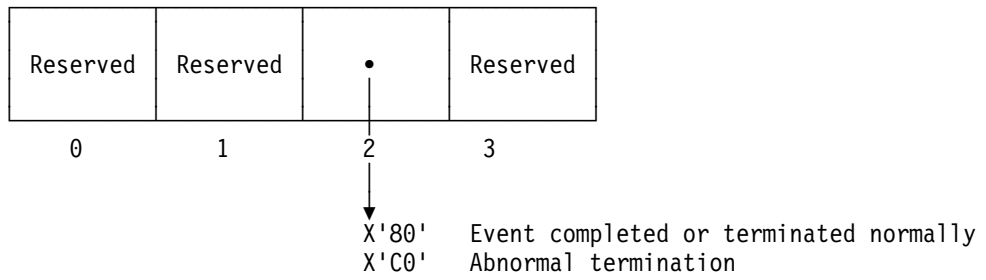 Reserved Reserved • Reserved
0 1 2 3
X'80' Event completed or terminated normally
X'C0' Abnormal termination